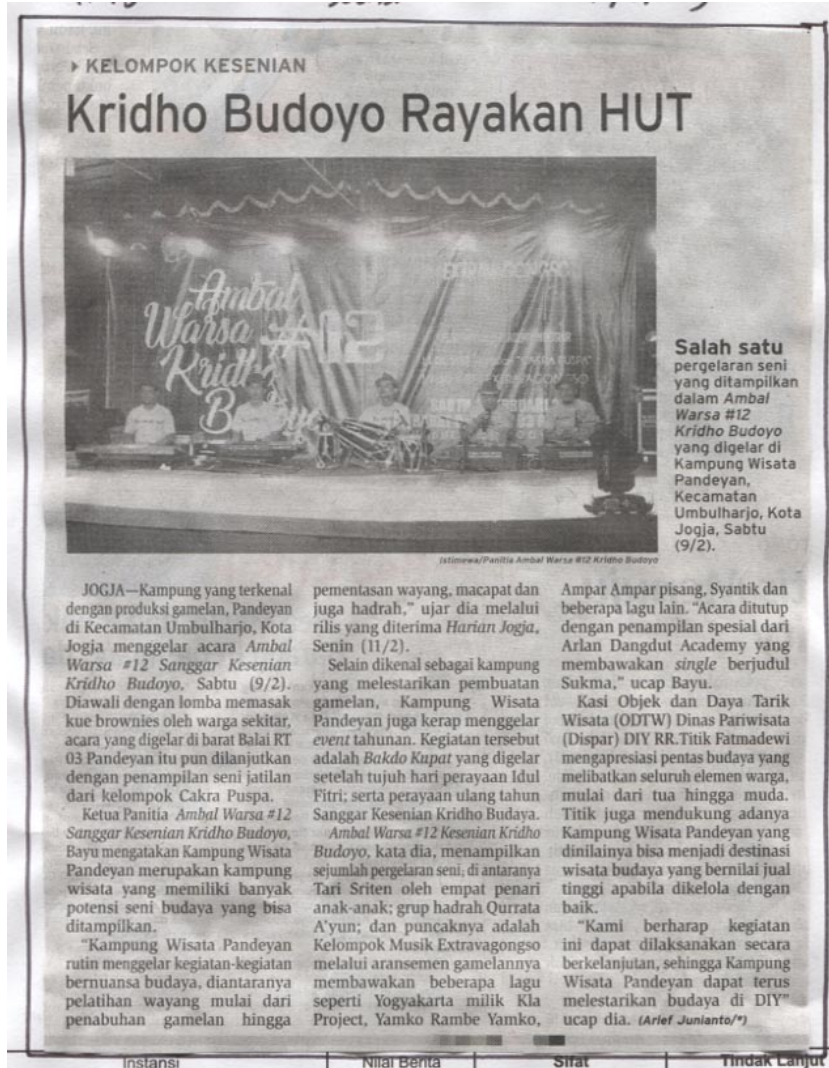 KELOMPOK KESENIAN
Kridho Budoyo Rayakan HUT
Ambal
Warsa #12
Kridho
Budoyo
EXTRAGONGSO
Salah satu
pergelaran seni
yang ditampilkan
dalam Ambal
Warsa #12
Kridho Budoyo
yang digelar di
Kampung Wisata
Pandeyan,
Kecamatan
Umbulharjo, Kota
Jogja, Sabtu
(9/2).
Istimewa/Panitia Ambal Warsa #12 Kridho Budoyo
JOGJA—Kampung yang terkenal
dengan produksi gamelan, Pandeyan
di Kecamatan Umbulharjo, Kota
Jogja menggelar acara Ambal
Warsa #12 Sanggar Kesenian
Kridho Budoyo, Sabtu (9/2).
Diawali dengan lomba memasak
kue brownies oleh warga sekitar,
acara yang digelar di barat Balai RT
03 Pandeyan itu pun dilanjutkan
dengan penampilan seni jatilan
dari kelompok Cakra Puspa.
Ketua Panitia Ambal Warsa #12
Sanggar Kesenian Kridho Budoyo,
Bayu mengatakan Kampung Wisata
Pandeyan merupakan kampung
wisata yang memiliki banyak
potensi seni budaya yang bisa
ditampilkan.
“Kampung Wisata Pandeyan
rutin menggelar kegiatan-kegiatan
bernuansa budaya, diantaranya
pelatihan wayang mulai dari
penabuhan gamelan hingga
pementasan wayang, macapat dan
juga hadrah,” ujar dia melalui
rilis yang diterima Harian Jogja,
Senin (11/2).
Selain dikenal sebagai kampung
yang melestarikan pembuatan
gamelan, Kampung Wisata
Pandeyan juga kerap menggelar
event tahunan. Kegiatan tersebut
adalah Bakdo Kupat yang digelar
setelah tujuh hari perayaan Idul
Fitri; serta perayaan ulang tahun
Sanggar Kesenian Kridho Budaya.
Ambal Warsa #12 Kesenian Kridho
Budoyo, kata dia, menampilkan
sejumlah pergelaran seni, di antaranya
Tari Sriten oleh empat penari
anak-anak; grup hadrah Qurrata
A'yun; dan puncaknya adalah
Kelompok Musik Extravagongso
melalui aransemen gamelannya
membawakan beberapa lagu
seperti Yogyakarta milik Kla
Project, Yamko Rambe Yamko,
Ampar Ampar pisang, Syantik dan
beberapa lagu lain. “Acara ditutup
dengan penampilan spesial dari
Arlan Dangdut Academy yang
membawakan single berjudul
Sukma,” ucap Bayu.
Kasi Objek dan Daya Tarik
Wisata (ODTW) Dinas Pariwisata
(Dispar) DIY RR.Titik Fatmadewi
mengapresiasi pentas budaya yang
melibatkan seluruh elemen warga,
mulai dari tua hingga muda.
Titik juga mendukung adanya
Kampung Wisata Pandeyan yang
dinilainya bisa menjadi destinasi
wisata budaya yang bernilai jual
tinggi apabila dikelola dengan
baik.
“Kami berharap kegiatan
ini dapat dilaksanakan secara
berkelanjutan, sehingga Kampung
Wisata Pandeyan dapat terus
melestarikan budaya di DIY”
ucap dia. (Arief Junianto/*)
Instansi
Nilai Berita
Sifat
Tindak Lanjut